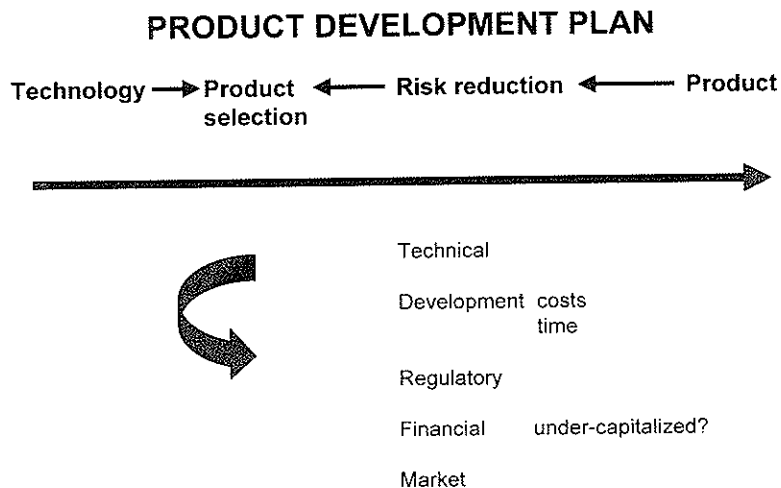 PRODUCT DEVELOPMENT PLAN
Technology Product Risk reduction Product
selection
Technical
Development costs
time
Regulatory
Financial under-capitalized?
Market